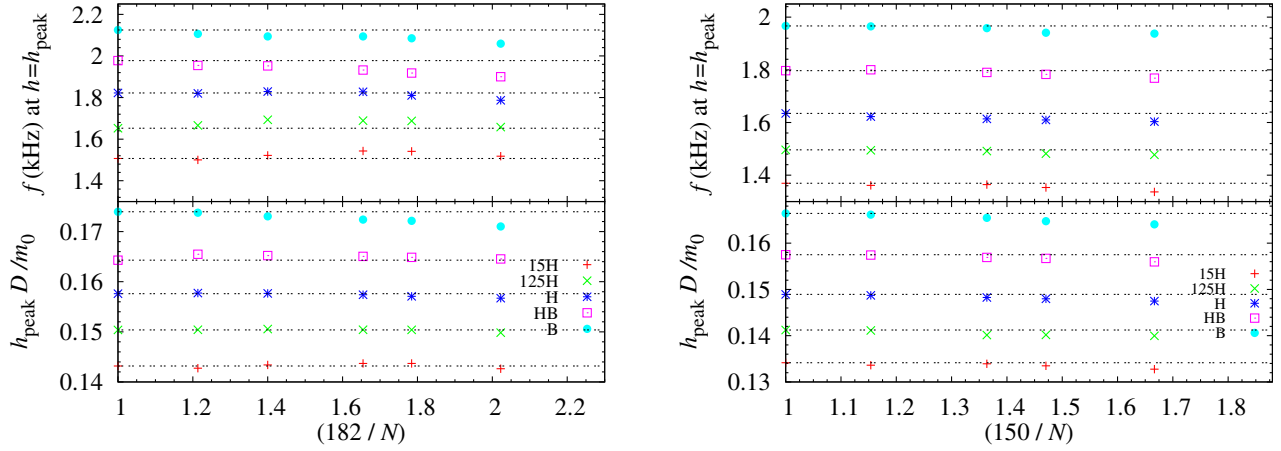 f (kHz) at h=h_peak
2.2
2
1.8
1.6
1.4
h_peak D/m_0
0.17
0.16
0.15
0.14
15H
125H
H
HB
B
1 1.2 1.4 1.6 1.8 2 2.2
(182 / N)
f (kHz) at h=h_peak
2
1.8
1.6
1.4
h_peak D/m_0
0.16
0.15
0.14
0.13
15H
125H
H
HB
B
1 1.1 1.2 1.3 1.4 1.5 1.6 1.7 1.8
(150 / N)